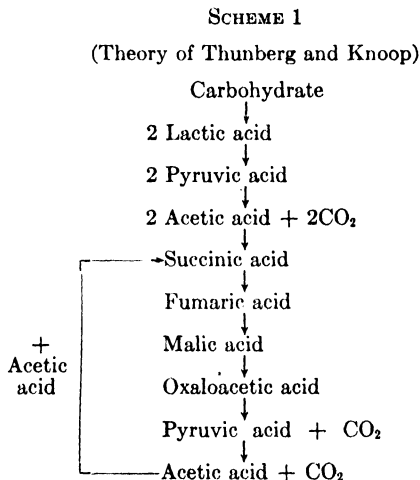 SCHEME 1
(Theory of Thunberg and Knoop)
Carbohydrate
2 Lactic acid
2 Pyruvic acid
2 Acetic acid + 2CO₂
Succinic acid
Fumaric acid
+
Acetic
acid
Malic acid
Oxaloacetic acid
Pyruvic acid + CO₂
Acetic acid + CO₂